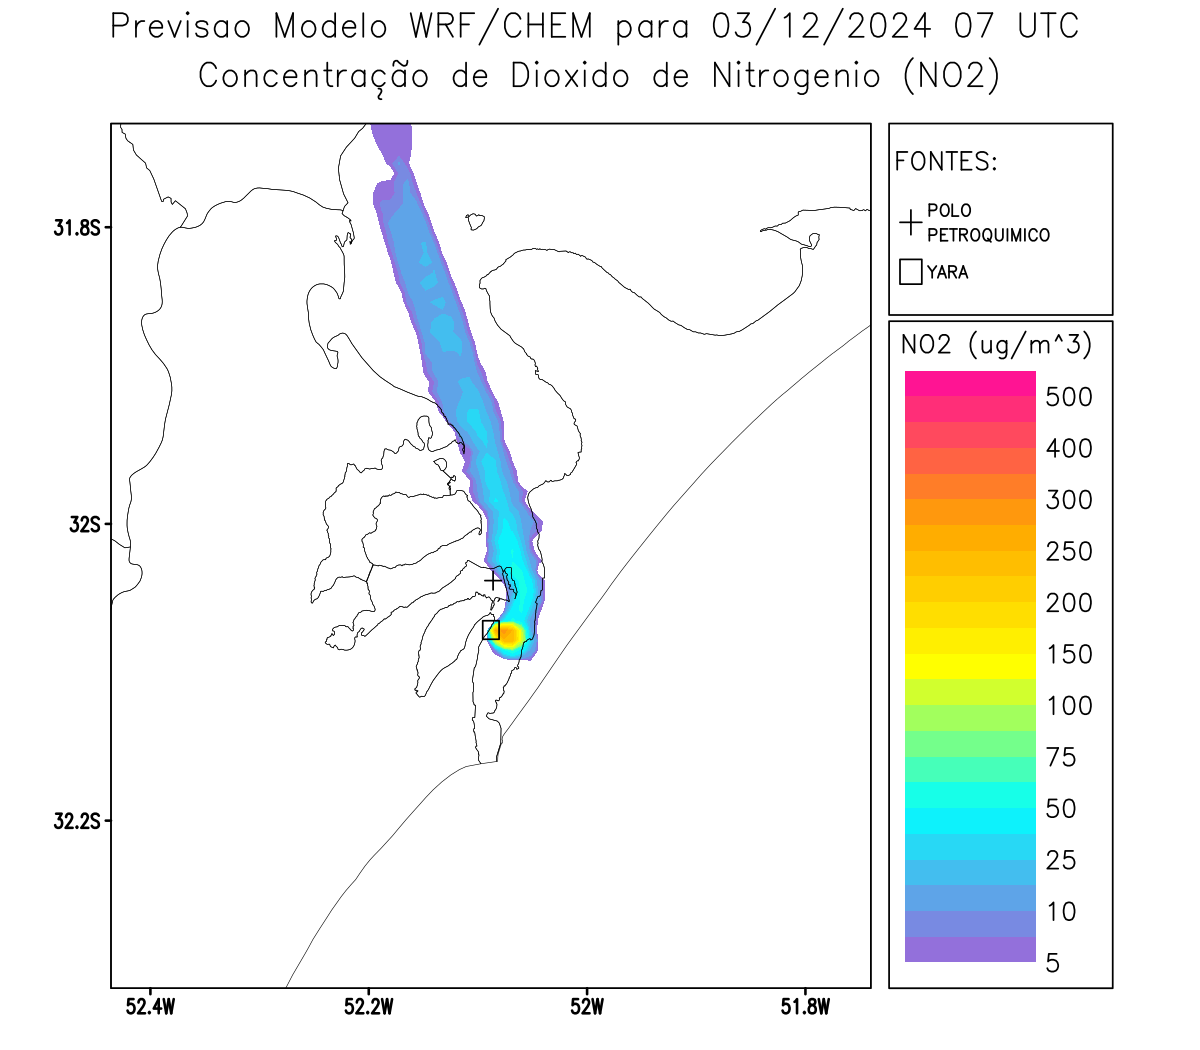 Previsao Modelo WRF/CHEM para 03/12/2024 07 UTC
Concentração de Dioxido de Nitrogenio (NO2)
FONTES:
POLO
PETROQUIMICO
YARA
NO2 (ug/m^3)
500
400
300
250
200
150
100
75
50
25
10
5
31.8S
32S
32.2S
52.4W
52.2W
52W
51.8W